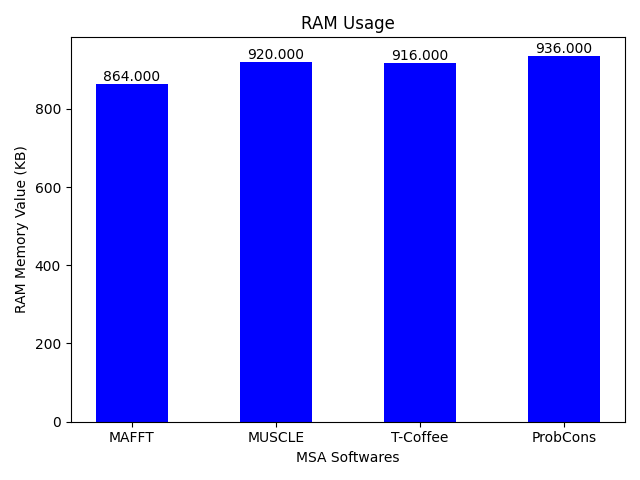 RAM Usage
864.000
920.000
916.000
936.000
RAM Memory Value (KB)
800
600
400
200
0
MAFFT
MUSCLE
T-Coffee
ProbCons
MSA Softwares